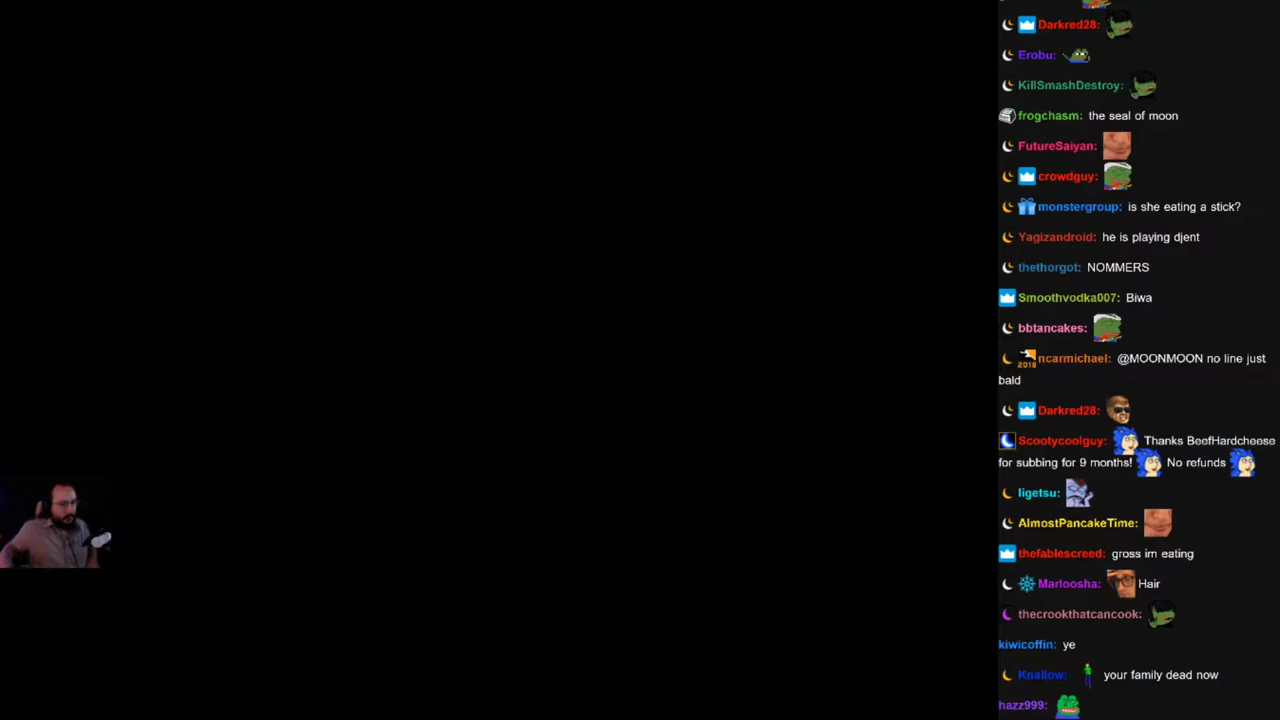 Darkred28:
Erobu:
KillSmashDestroy:
frogchasm: the seal of moon
FutureSaiyan:
crowdguy:
monstergroup: is she eating a stick?
Yagizandroid: he is playing djent
thethorgot: NOMMERS
Smoothvodka007: Biwa
bbtancakes:
2018 ncarmichael: @MOONMOON no line just
bald
Darkred28:
Scootycoolguy: Thanks BeefHardcheese
for subbing for 9 months! No refunds
ligetsu:
AlmostPancakeTime:
thefablescreed: gross im eating
Marloosha: Hair
thecrookthatcancook:
kiwicoffin: ye
Knallow: your family dead now
hazz999: